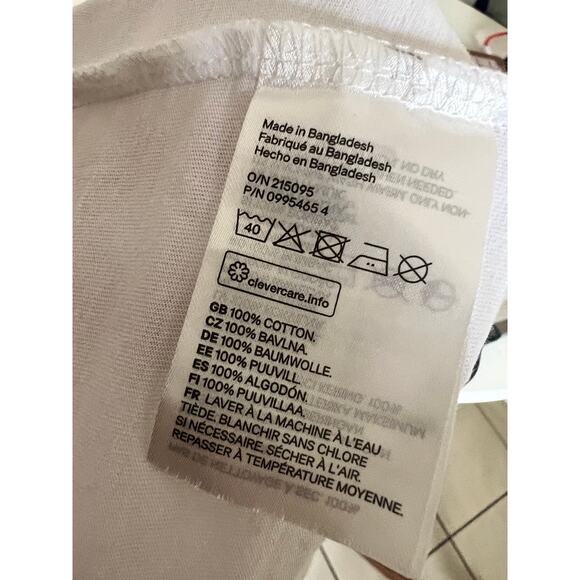 Made in Bangladesh
Fabriqué au Bangladesh
Hecho en Bangladesh
O/N 215095
P/N 0995465 4
40
clevercare.info
GB 100% COTTON.
CZ 100% BAVLNA.
DE 100% BAUMWOLLE.
EE 100% PUUVILL.
ES 100% ALGODÓN.
FI 100% PUUVILLAA.
FR LAVER À LA MACHINE À L'EAU
TIÈDE. BLANCHIR SANS CHLORE
SI NÉCESSAIRE. SÉCHER À L'AIR.
REPASSER À TEMPÉRATURE MOYENNE.